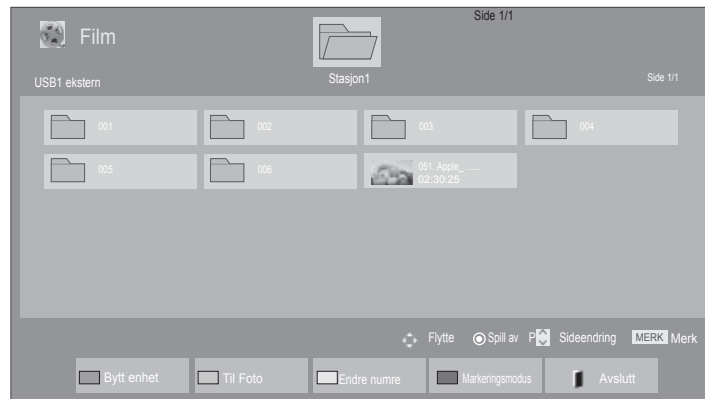 Side 1/1
Film
USB1 ekstern
Stasjon1
Side 1/1
001
002
003
004
005
006
051. Apple_ ......
02:30:25
Flytte
Spill av
P
Sideendring
MERK Merk
Bytt enhet
Til Foto
Endre numre
Markeringsmodus
Avslutt